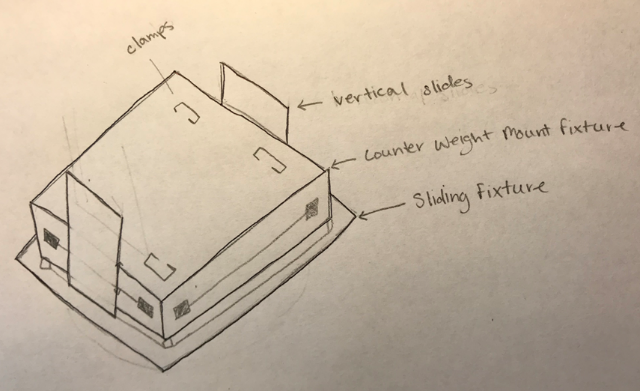 clamps
vertical slides
Counter Weight Mount fixture
Sliding Fixture